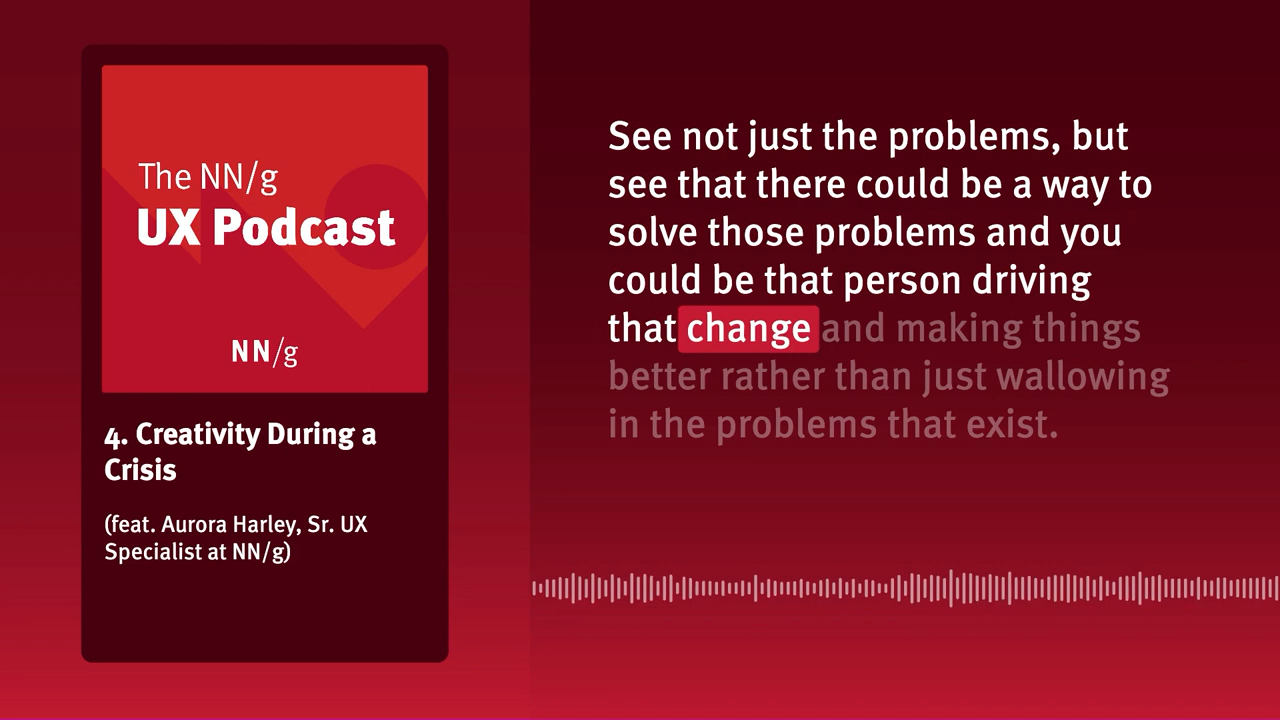 The NN/g
UX Podcast
NN/g
4. Creativity During a
Crisis
(feat. Aurora Harley, Sr. UX
Specialist at NN/g)
See not just the problems, but
see that there could be a way to
solve those problems and you
could be that person driving
that change and making things
better rather than just wallowing
in the problems that exist.